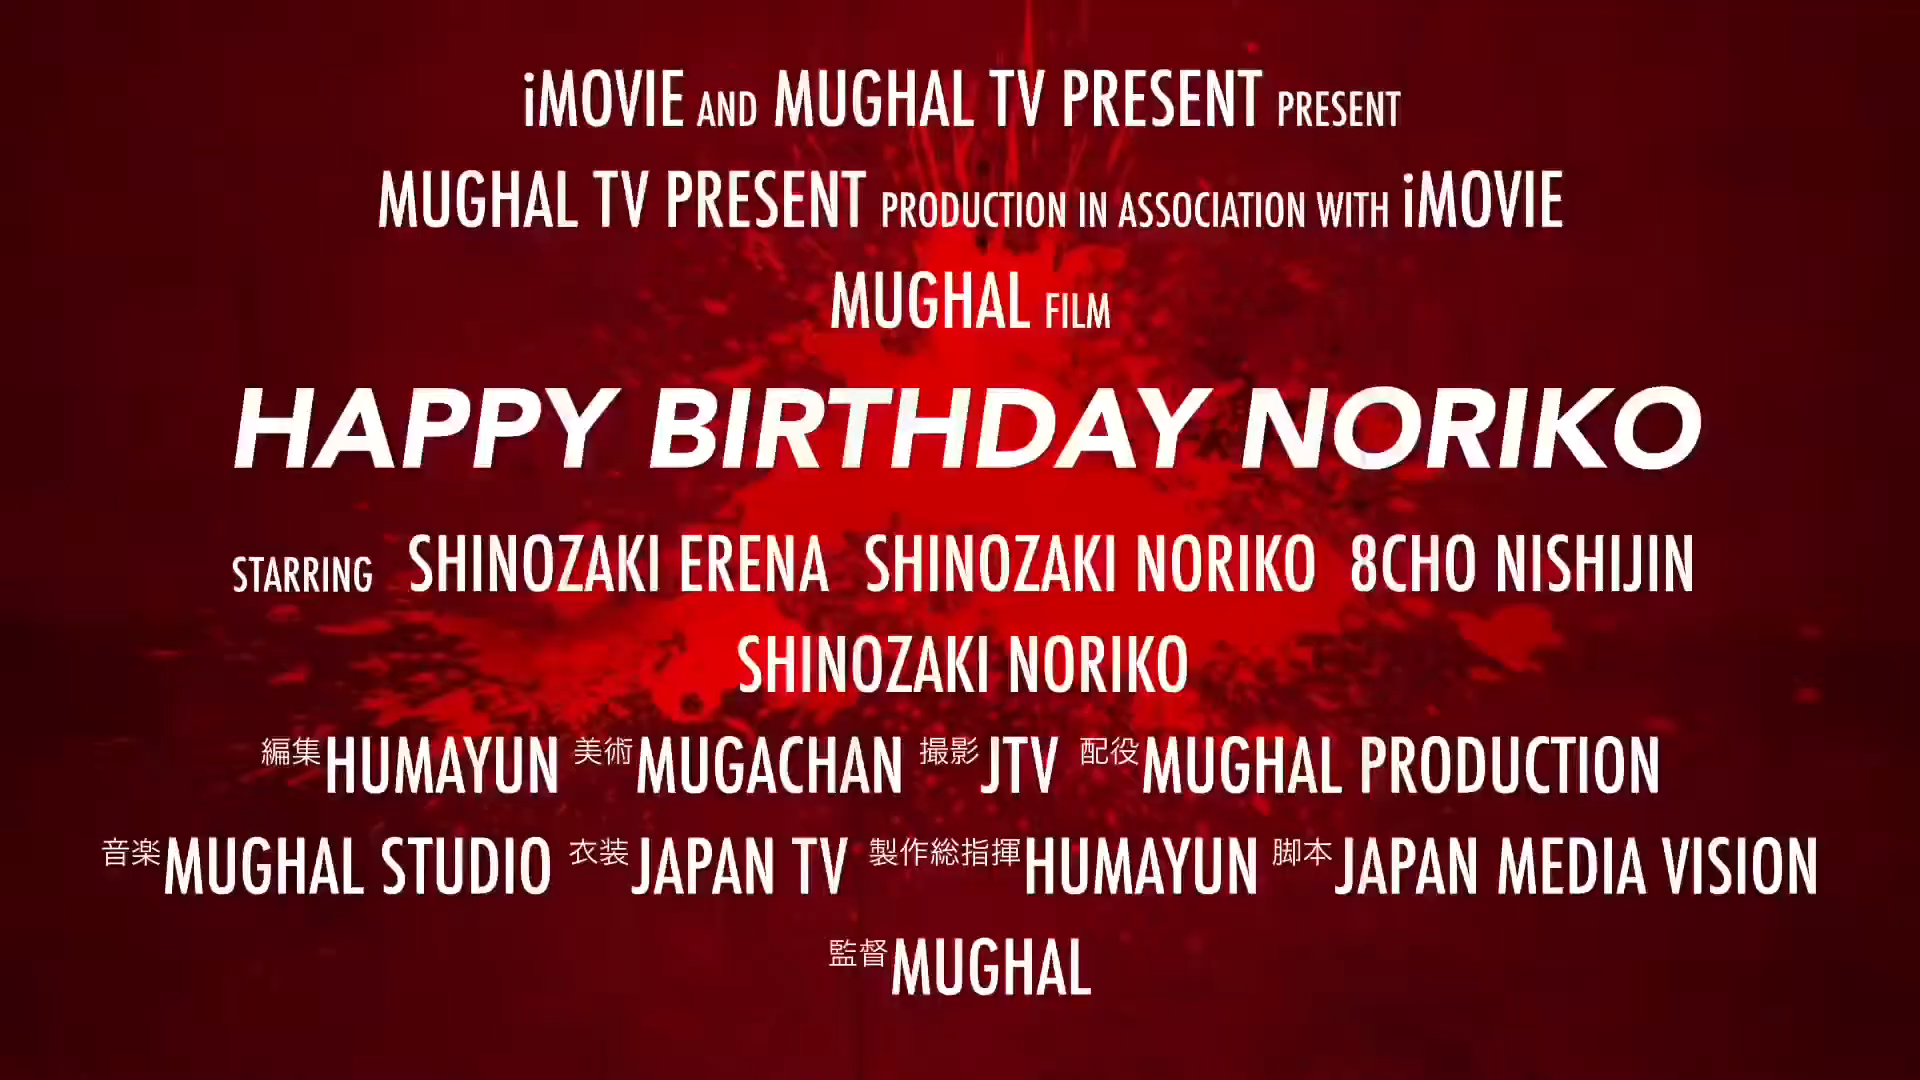 iMOVIE AND MUGHAL TV PRESENT PRESENT
MUGHAL TV PRESENT PRODUCTION IN ASSOCIATION WITH iMOVIE
MUGHAL FILM
HAPPY BIRTHDAY NORIKO
STARRING SHINOZAKI ERENA SHINOZAKI NORIKO 8CHO NISHIJIN
SHINOZAKI NORIKO
編集HUMAYUN 美術MUGACHAN 撮影JTV 配役MUGHAL PRODUCTION
音楽MUGHAL STUDIO 衣装JAPAN TV 製作総指揮HUMAYUN 脚本JAPAN MEDIA VISION
監督MUGHAL